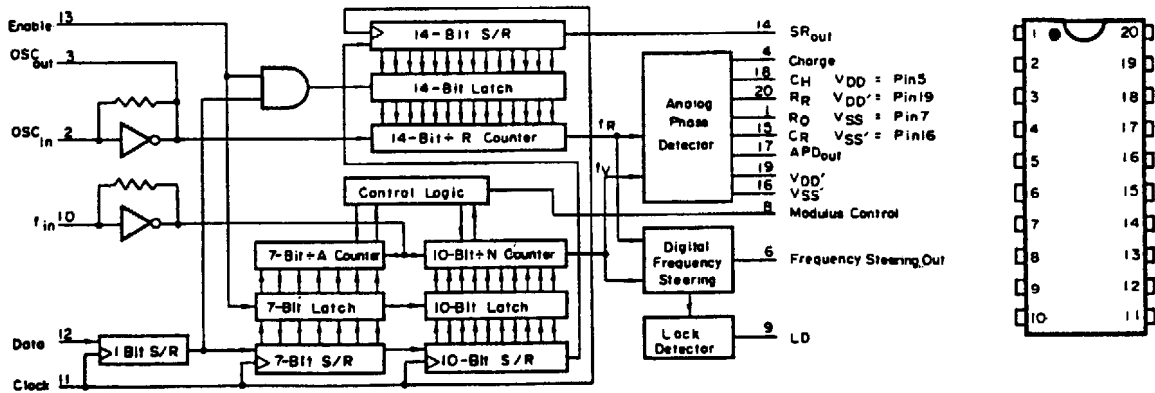 Enable 13
OSC out 3
OSC in 2
f in 10
Data 12
Clock 11
14-Bit S/R
14-Bit Latch
14-Bit ÷ R Counter
Control Logic
7-Bit ÷ A Counter
10-Bit ÷ N Counter
7-Bit Latch
10-Bit Latch
1 Bit S/R
7-Bit S/R
10-Bit S/R
fR
fV
Analog
Phase
Detector
Digital
Frequency
Steering
Lock
Detector
14 SRout
4 Charge
18 CH VDD = Pin5
20 RR VDD' = Pin19
1 RO VSS = Pin7
15 CR VSS' = Pin16
17 APDout
19 VDD'
16 VSS'
8 Modulus Control
6 Frequency Steering Out
9 LD
1 20
2 19
3 18
4 17
5 16
6 15
7 14
8 13
9 12
10 11